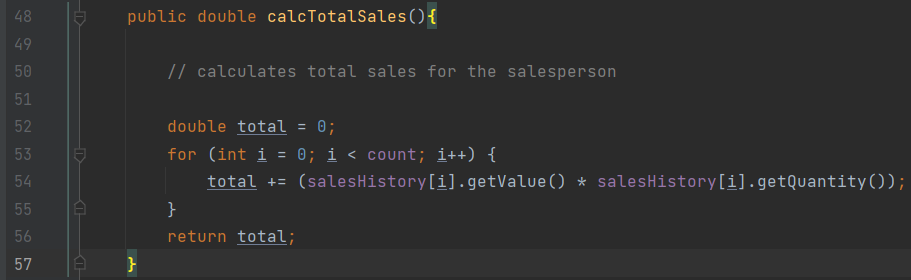 48 public double calcTotalSales(){
49
50 // calculates total sales for the salesperson
51
52 double total = 0;
53 for (int i = 0; i < count; i++) {
54 total += (salesHistory[i].getValue() * salesHistory[i].getQuantity());
55 }
56 return total;
57 }